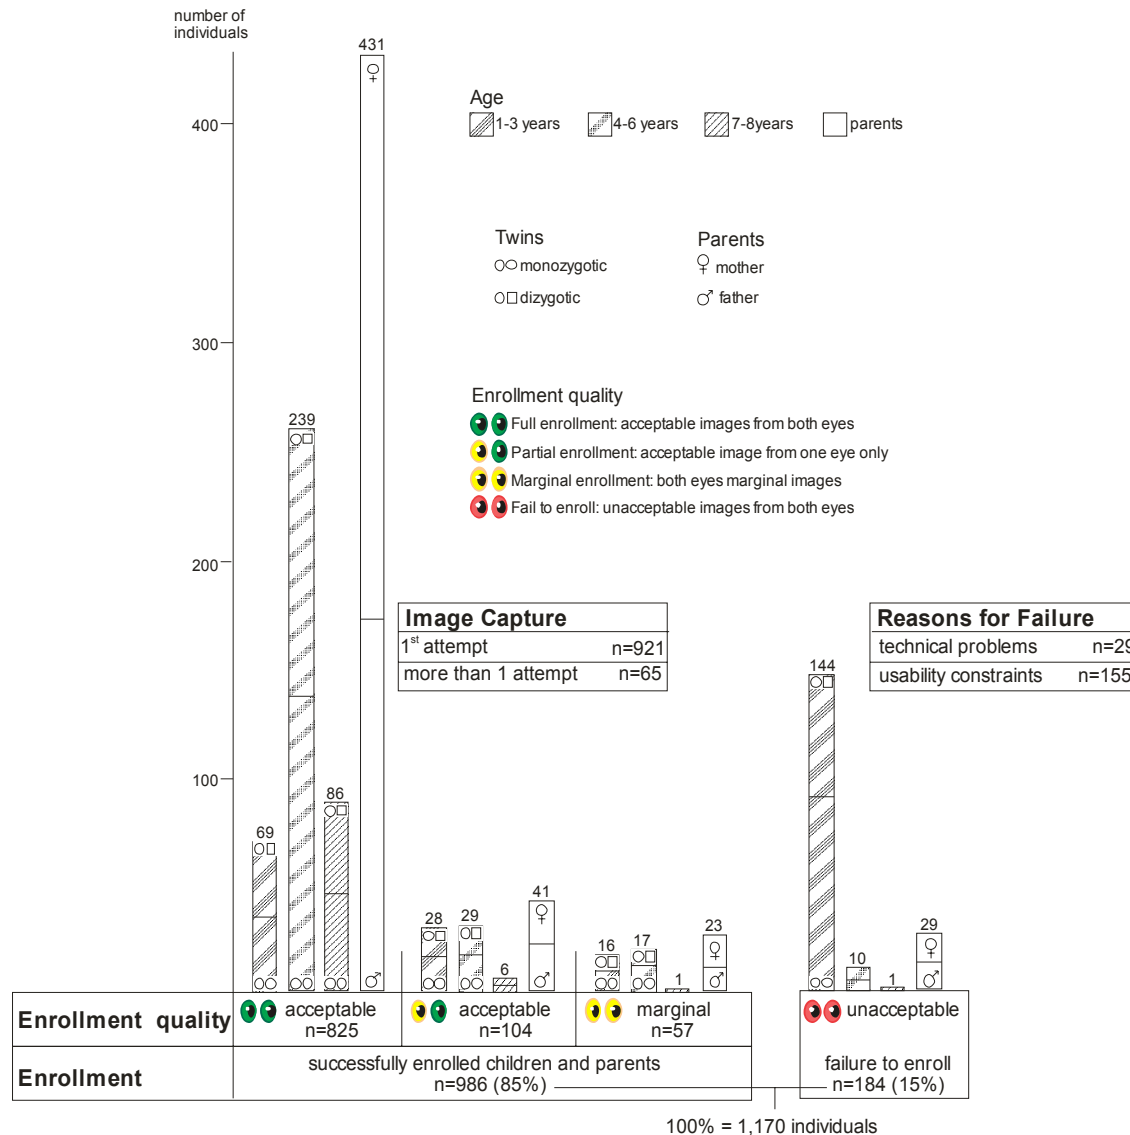 number of
individuals
431
400
300
200
100
Age
1-3 years
4-6 years
7-8years
parents
Twins
Parents
monozygotic
mother
dizygotic
father
Enrollment quality
Full enrollment: acceptable images from both eyes
Partial enrollment: acceptable image from one eye only
Marginal enrollment: both eyes marginal images
Fail to enroll: unacceptable images from both eyes
239
Image Capture
1st attempt n=921
more than 1 attempt n=65
Reasons for Failure
technical problems n=29
usability constraints n=155
144
86
69
28
29
6
41
16
17
1
23
10
1
29
Enrollment quality
acceptable
n=825
acceptable
n=104
marginal
n=57
unacceptable
Enrollment
successfully enrolled children and parents
n=986 (85%)
failure to enroll
n=184 (15%)
100% = 1,170 individuals